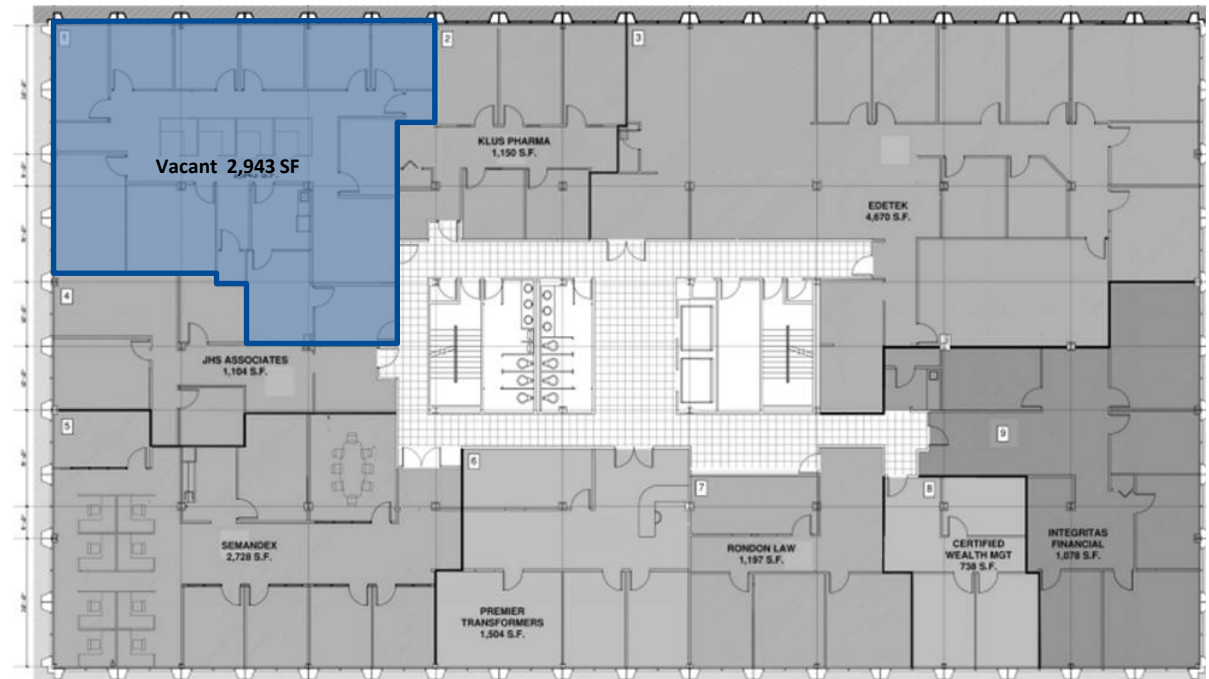 1
2
3
KLUS PHARMA
1,150 S.F.
Vacant 2,943 SF
EDETEK
4,670 S.F.
4
JHS ASSOCIATES
1,104 S.F.
5
6
7
8
9
SEMANDEX
2,728 S.F.
RONDON LAW
1,197 S.F.
CERTIFIED
WEALTH MGT
738 S.F.
INTEGRITAS
FINANCIAL
1,078 S.F.
PREMIER
TRANSFORMERS
1,504 S.F.